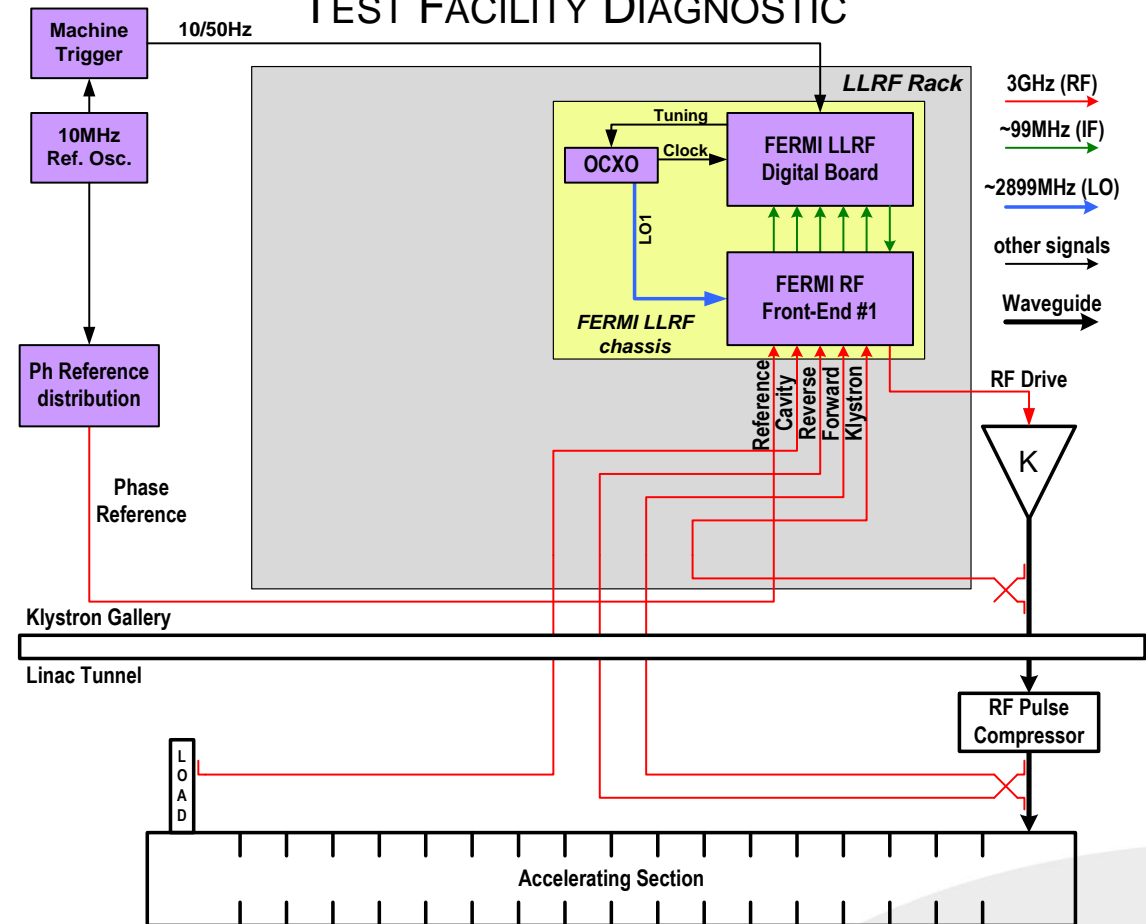 TEST FACILITY DIAGNOSTIC
Machine
Trigger
10/50Hz
10MHz
Ref. Osc.
LLRF Rack
Tuning
OCXO
Clock
FERMI LLRF
Digital Board
LO1
FERMI RF
Front-End #1
FERMI LLRF
chassis
3GHz (RF)
~99MHz (IF)
~2899MHz (LO)
other signals
Waveguide
Ph Reference
distribution
Phase
Reference
Reference
Cavity
Reverse
Forward
Klystron
RF Drive
K
Klystron Gallery
Linac Tunnel
RF Pulse
Compressor
LOAD
Accelerating Section